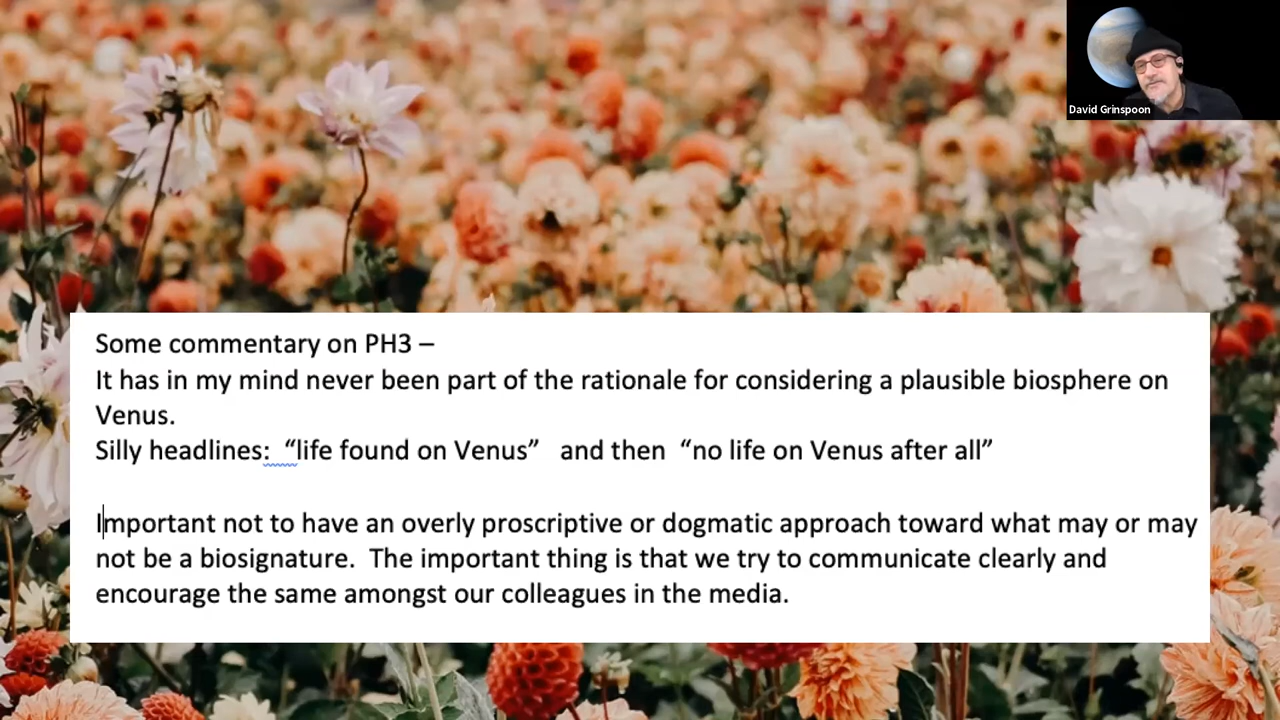 David Grinspoon
Some commentary on PH3 –
It has in my mind never been part of the rationale for considering a plausible biosphere on
Venus.
Silly headlines:  “life found on Venus”   and then  “no life on Venus after all”
Important not to have an overly proscriptive or dogmatic approach toward what may or may
not be a biosignature.  The important thing is that we try to communicate clearly and
encourage the same amongst our colleagues in the media.